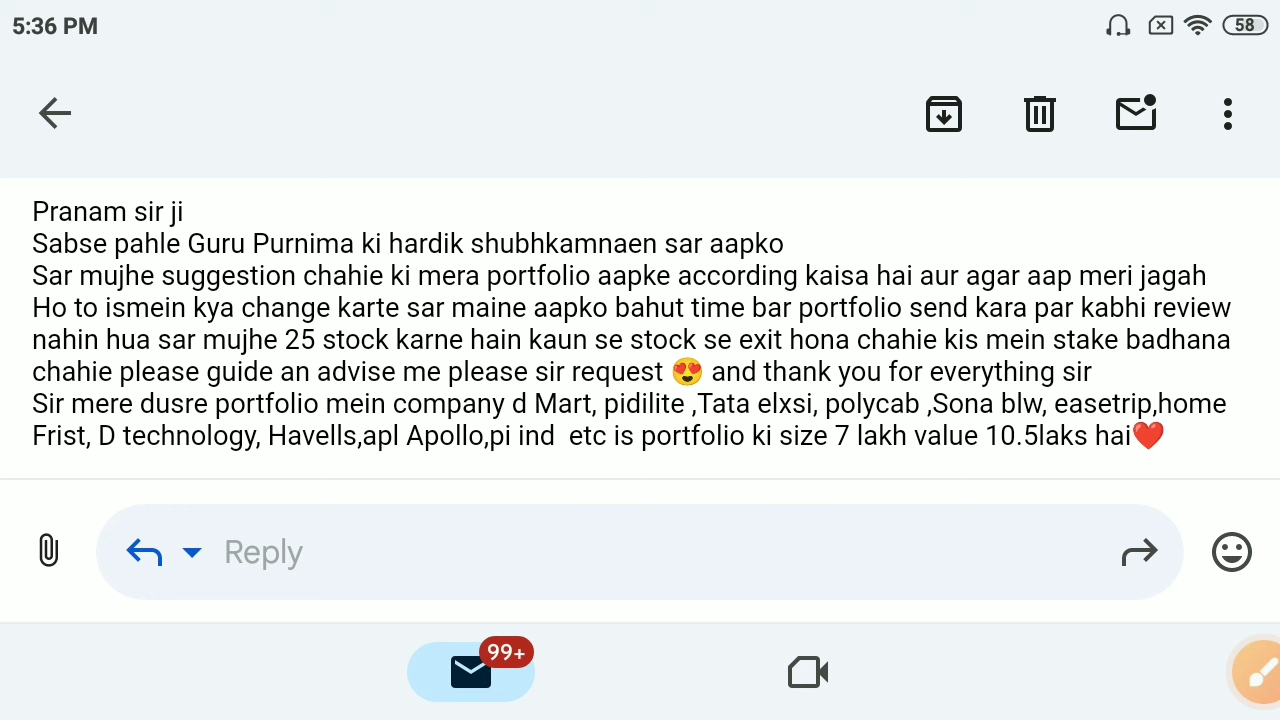 5:36 PM
58
Pranam sir ji
Sabse pahle Guru Purnima ki hardik shubhkamnaen sar aapko
Sar mujhe suggestion chahie ki mera portfolio aapke according kaisa hai aur agar aap meri jagah
Ho to ismein kya change karte sar maine aapko bahut time bar portfolio send kara par kabhi review
nahin hua sar mujhe 25 stock karne hain kaun se stock se exit hona chahie kis mein stake badhana
chahie please guide an advise me please sir request 😍 and thank you for everything sir
Sir mere dusre portfolio mein company d Mart, pidilite ,Tata elxsi, polycab ,Sona blw, easetrip,home
Frist, D technology, Havells,apl Apollo,pi ind  etc is portfolio ki size 7 lakh value 10.5laks hai❤️
Reply
99+